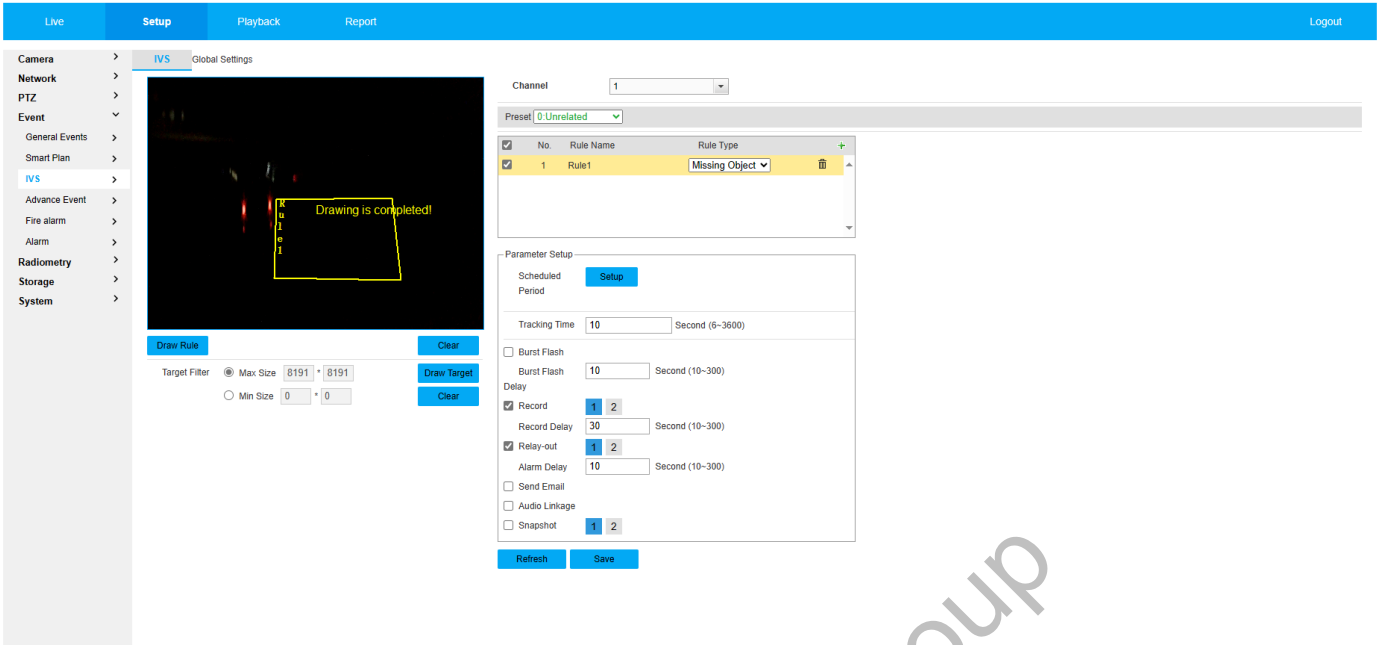 Live Setup Playback Report Logout
Camera
Network
PTZ
Event
General Events
Smart Plan
IVS
Advance Event
Fire alarm
Alarm
Radiometry
Storage
System
IVS Global Settings
Rule1
Drawing is completed!
Draw Rule Clear
Target Filter Max Size 8191 * 8191 Draw Target
Min Size 0 * 0 Clear
Channel 1
Preset 0:Unrelated
No. Rule Name Rule Type +
1 Rule1 Missing Object
Parameter Setup
Scheduled Setup
Period
Tracking Time 10 Second (6~3600)
Burst Flash
Burst Flash 10 Second (10~300)
Delay
Record 1 2
Record Delay 30 Second (10~300)
Relay-out 1 2
Alarm Delay 10 Second (10~300)
Send Email
Audio Linkage
Snapshot 1 2
Refresh Save